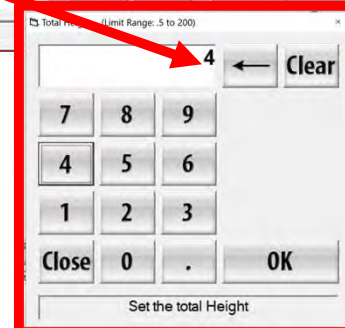 Total Height (Limit Range: .5 to 200)
4 ← Clear
7 8 9
4 5 6
1 2 3
Close 0 . OK
Set the total Height